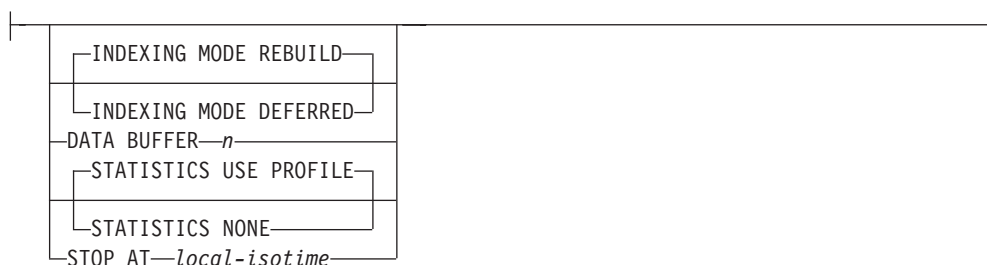 INDEXING MODE REBUILD
INDEXING MODE DEFERRED
DATA BUFFER n
STATISTICS USE PROFILE
STATISTICS NONE
STOP AT local-isotime